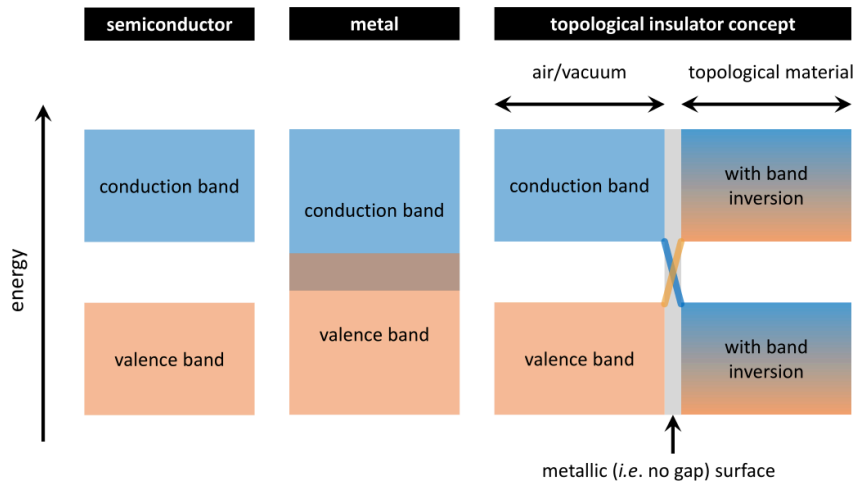 semiconductor
metal
topological insulator concept
air/vacuum
topological material
energy
conduction band
valence band
conduction band
valence band
conduction band
valence band
with band
inversion
with band
inversion
metallic (i.e. no gap) surface